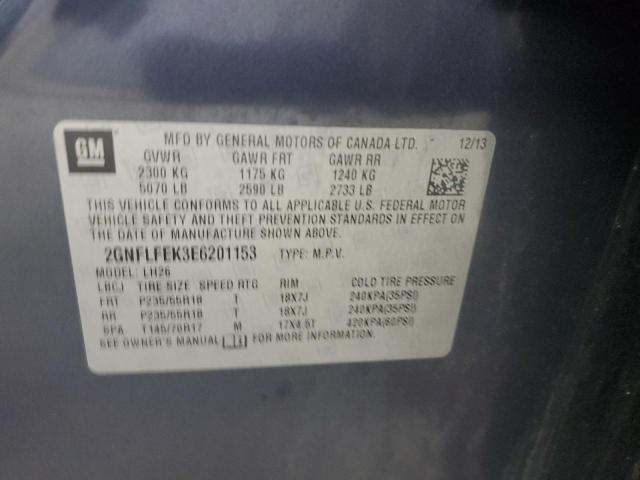 GM
MFD BY GENERAL MOTORS OF CANADA LTD. 12/13
GVWR GAWR FRT GAWR RR
2300 KG 1175 KG 1240 KG
5070 LB 2590 LB 2733 LB
THIS VEHICLE CONFORMS TO ALL APPLICABLE U.S. FEDERAL MOTOR
VEHICLE SAFETY AND THEFT PREVENTION STANDARDS IN EFFECT ON
THE DATE OF MANUFACTURE SHOWN ABOVE.
2GNFLFEK3E6201153 TYPE: M.P.V.
MODEL: LH26
LBCJ TIRE SIZE SPEED RTG RIM COLD TIRE PRESSURE
FRT P235/55R18 T 18X7J 240KPA(35PSI)
RR P235/55R18 T 18X7J 240KPA(35PSI)
SPA T145/70R17 M 17X4.5T 420KPA(60PSI)
SEE OWNER'S MANUAL FOR MORE INFORMATION.